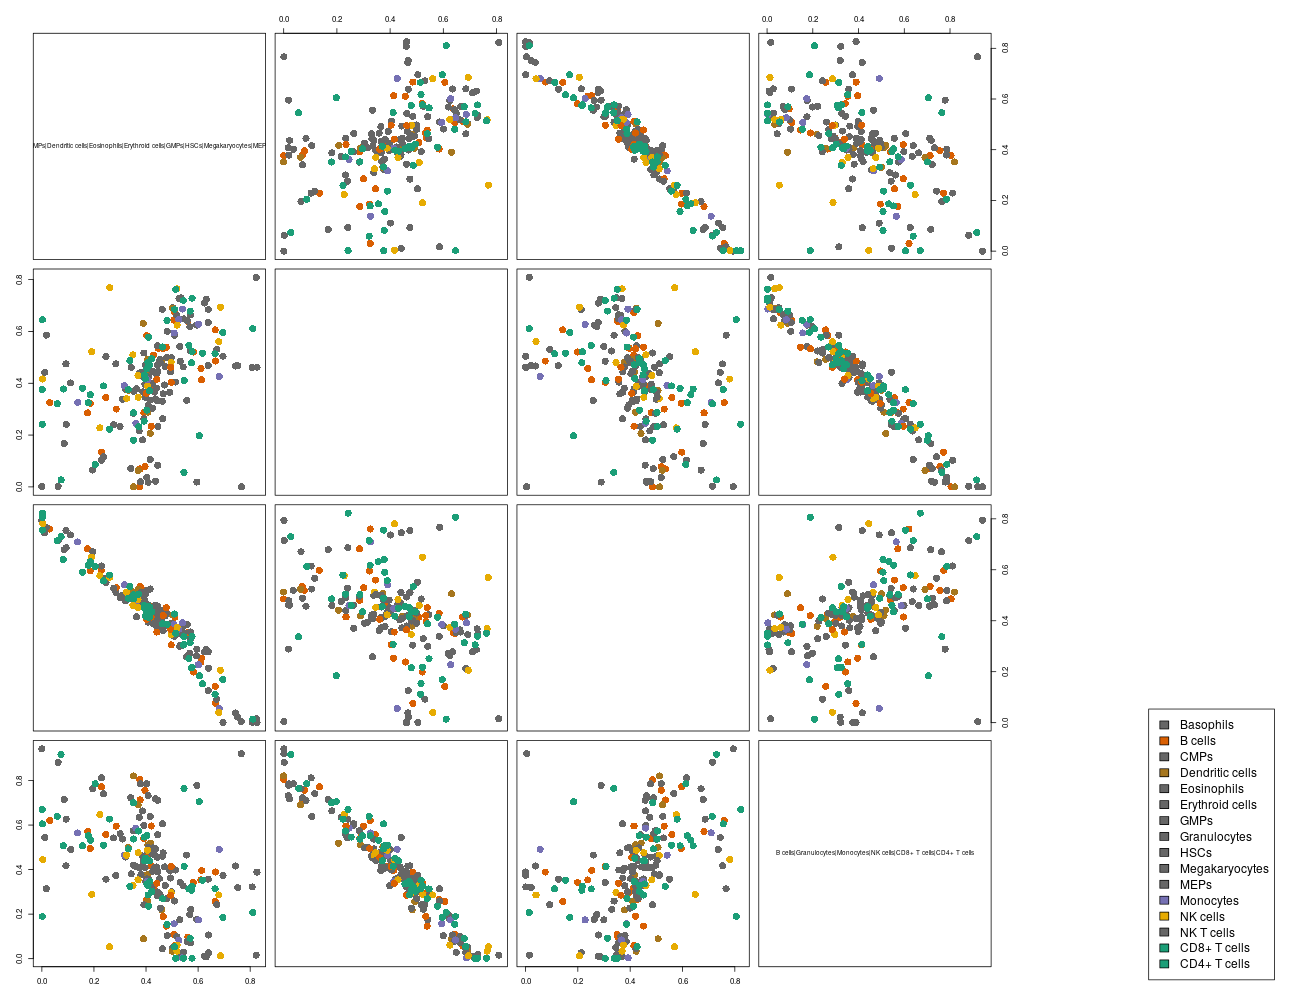 0.0 0.2 0.4 0.6 0.8
0.0 0.2 0.4 0.6 0.8
0.0 0.2 0.4 0.6 0.8
MPs|Dendritic cells|Eosinophils|Erythroid cells|GMPs|HSCs|Megakaryocytes|MEP
0.0 0.2 0.4 0.6 0.8
0.0 0.2 0.4 0.6 0.8
0.0 0.2 0.4 0.6 0.8
B cells|Granulocytes|Monocytes|NK cells|CD8+ T cells|CD4+ T cells
0.0 0.2 0.4 0.6 0.8
0.0 0.2 0.4 0.6 0.8
Basophils
B cells
CMPs
Dendritic cells
Eosinophils
Erythroid cells
GMPs
Granulocytes
HSCs
Megakaryocytes
MEPs
Monocytes
NK cells
NK T cells
CD8+ T cells
CD4+ T cells